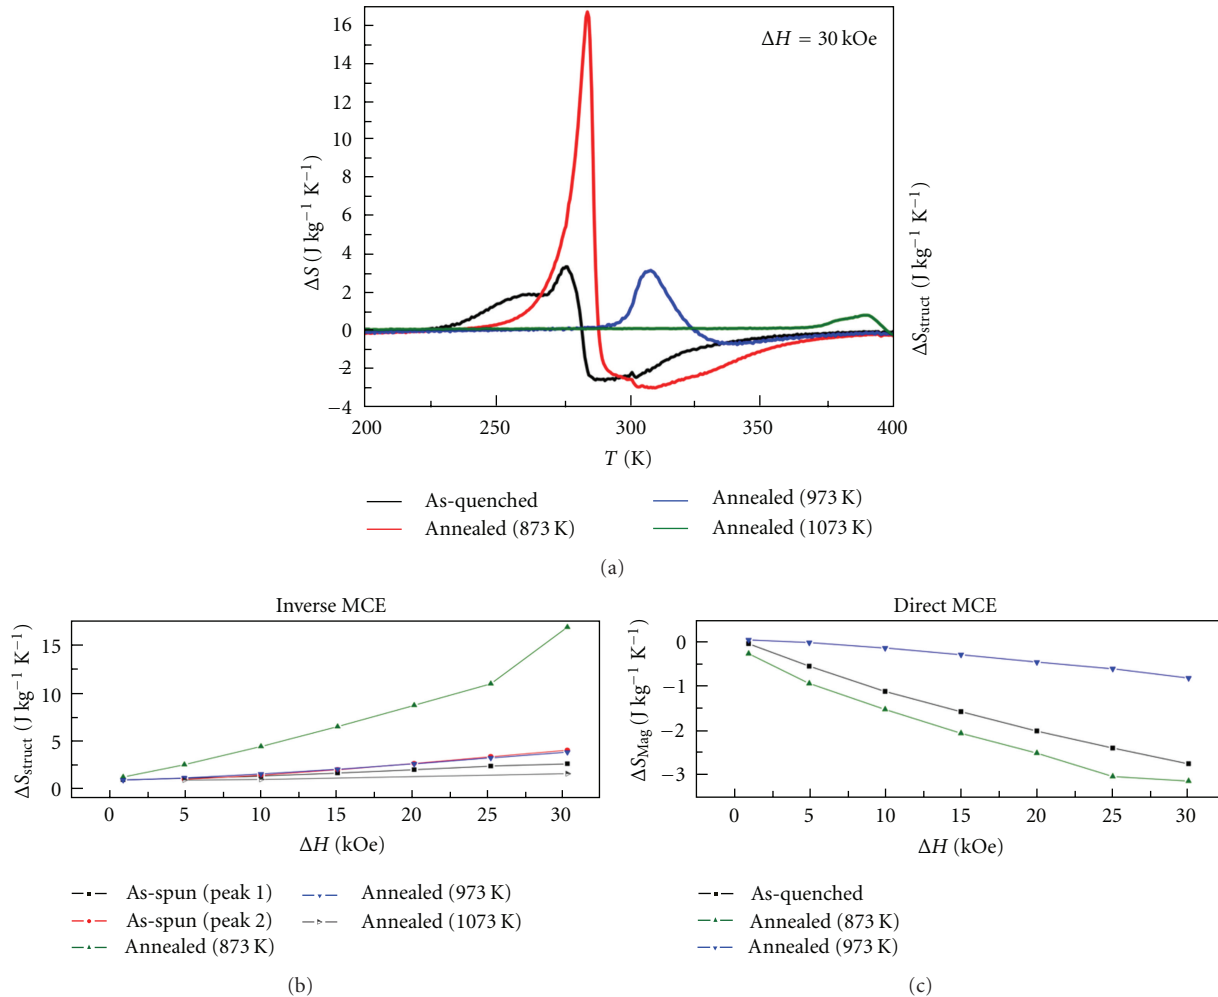 ΔH = 30 kOe
16
14
12
10
8
6
4
2
0
−2
−4
ΔS (J kg⁻¹ K⁻¹)
ΔS_struct (J kg⁻¹ K⁻¹)
200 250 300 350 400
T (K)
As-quenched
Annealed (873 K)
Annealed (973 K)
Annealed (1073 K)
(a)
Inverse MCE
15
10
5
0
ΔS_struct (J kg⁻¹ K⁻¹)
0 5 10 15 20 25 30
ΔH (kOe)
As-spun (peak 1)
As-spun (peak 2)
Annealed (873 K)
Annealed (973 K)
Annealed (1073 K)
(b)
Direct MCE
0
−1
−2
−3
ΔS_Mag (J kg⁻¹ K⁻¹)
0 5 10 15 20 25 30
ΔH (kOe)
As-quenched
Annealed (873 K)
Annealed (973 K)
(c)